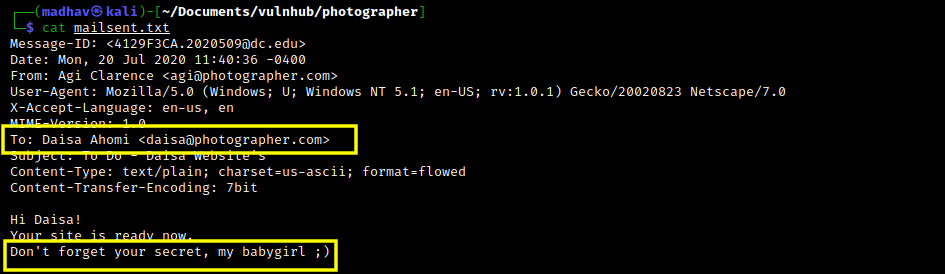 ┌──(madhav㉿kali)-[~/Documents/vulnhub/photographer]
└─$ cat mailsent.txt
Message-ID: <4129F3CA.2020509@dc.edu>
Date: Mon, 20 Jul 2020 11:40:36 -0400
From: Agi Clarence <agi@photographer.com>
User-Agent: Mozilla/5.0 (Windows; U; Windows NT 5.1; en-US; rv:1.0.1) Gecko/20020823 Netscape/7.0
X-Accept-Language: en-us, en
MIME-Version: 1.0
To: Daisa Ahomi <daisa@photographer.com>
Subject: To Do - Daisa Website's
Content-Type: text/plain; charset=us-ascii; format=flowed
Content-Transfer-Encoding: 7bit
Hi Daisa!
Your site is ready now.
Don't forget your secret, my babygirl ;)